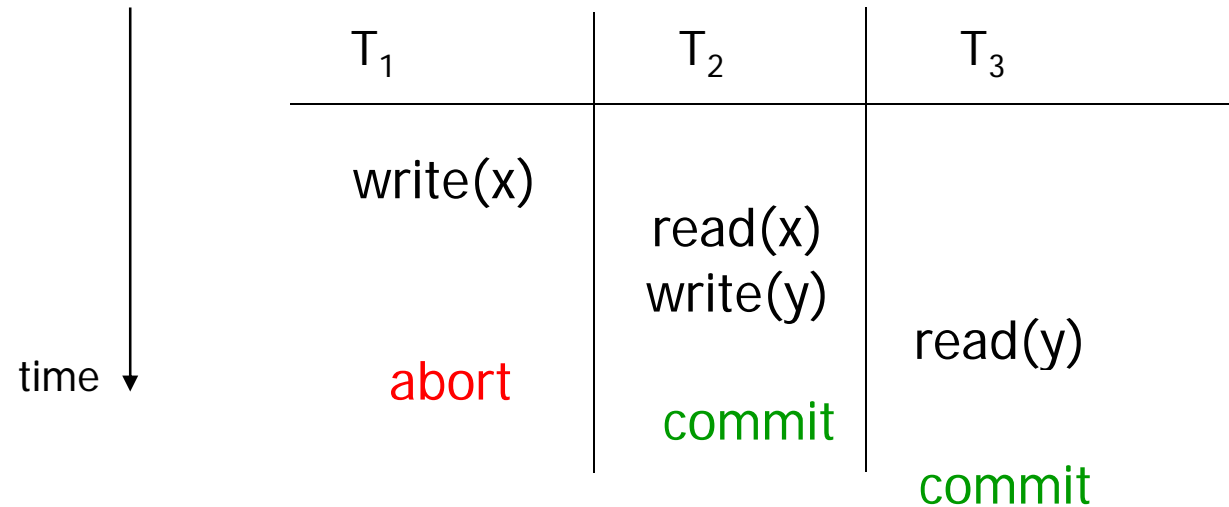 T₁ T₂ T₃
write(x)
read(x)
write(y)
read(y)
time abort
commit
commit